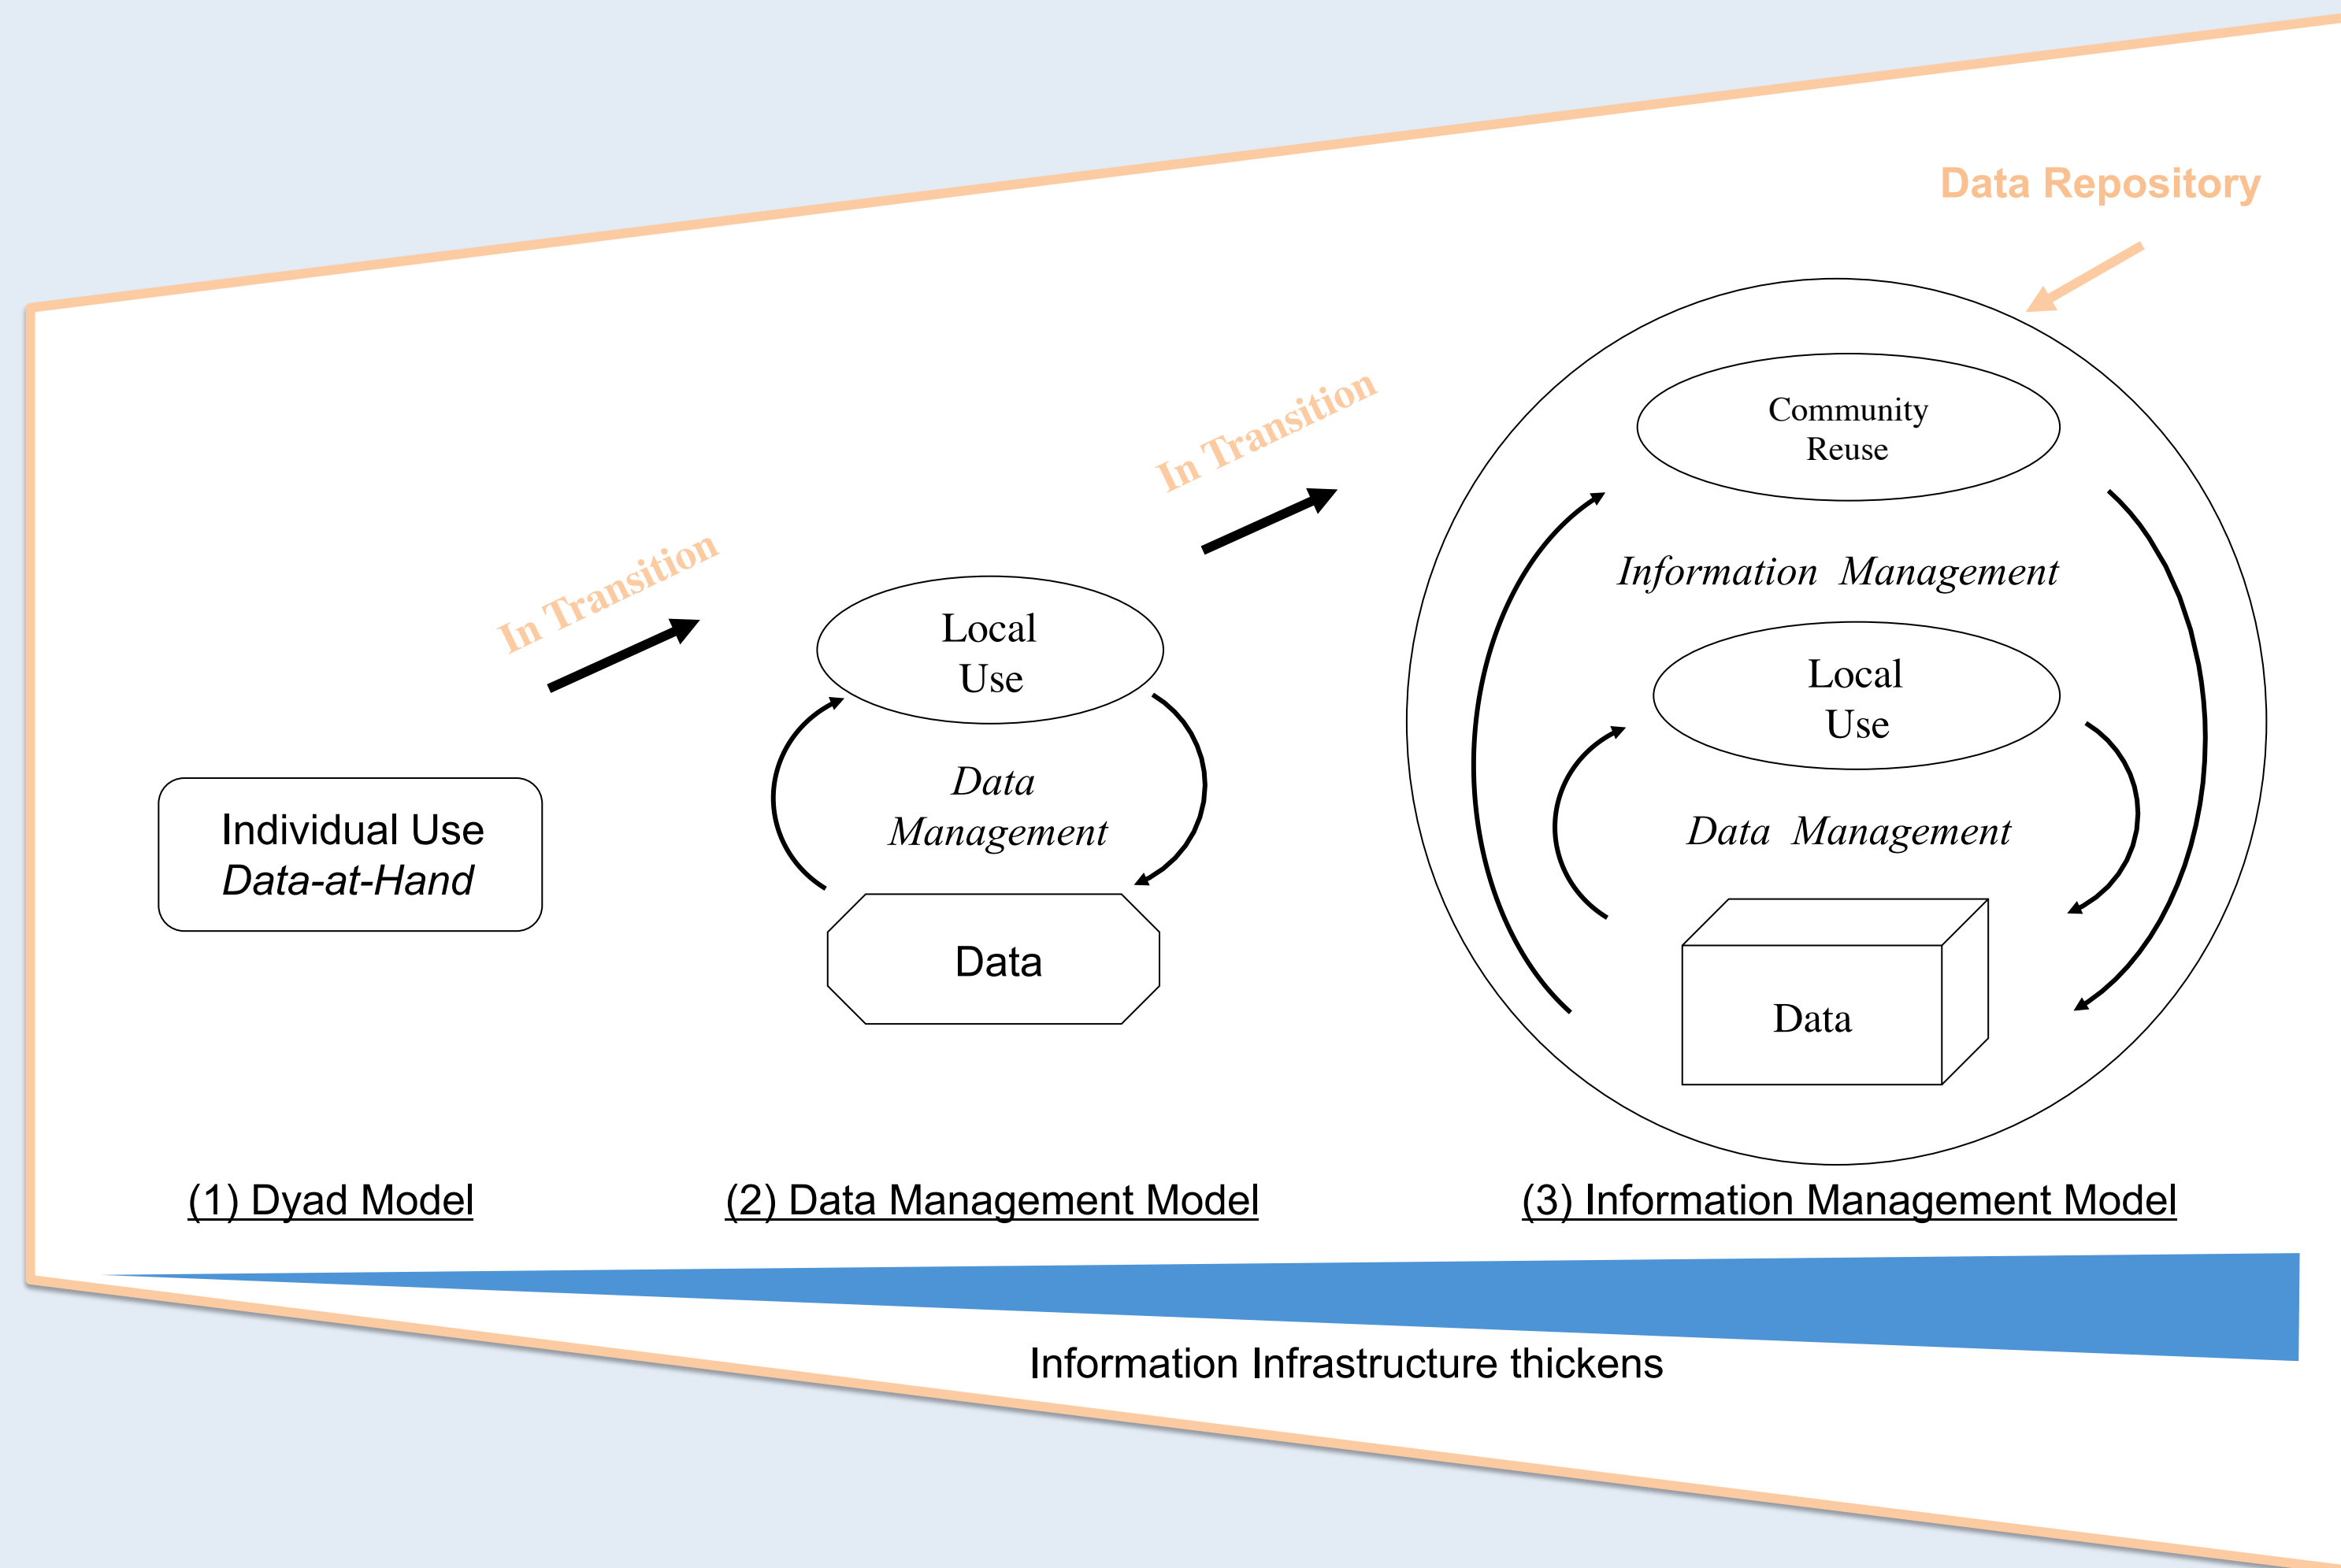 Data Repository
In Transition
In Transition
Individual Use
Data-at-Hand
Local
Use
Data
Management
Data
Community
Reuse
Information Management
Local
Use
Data Management
Data
(1) Dyad Model
(2) Data Management Model
(3) Information Management Model
Information Infrastructure thickens